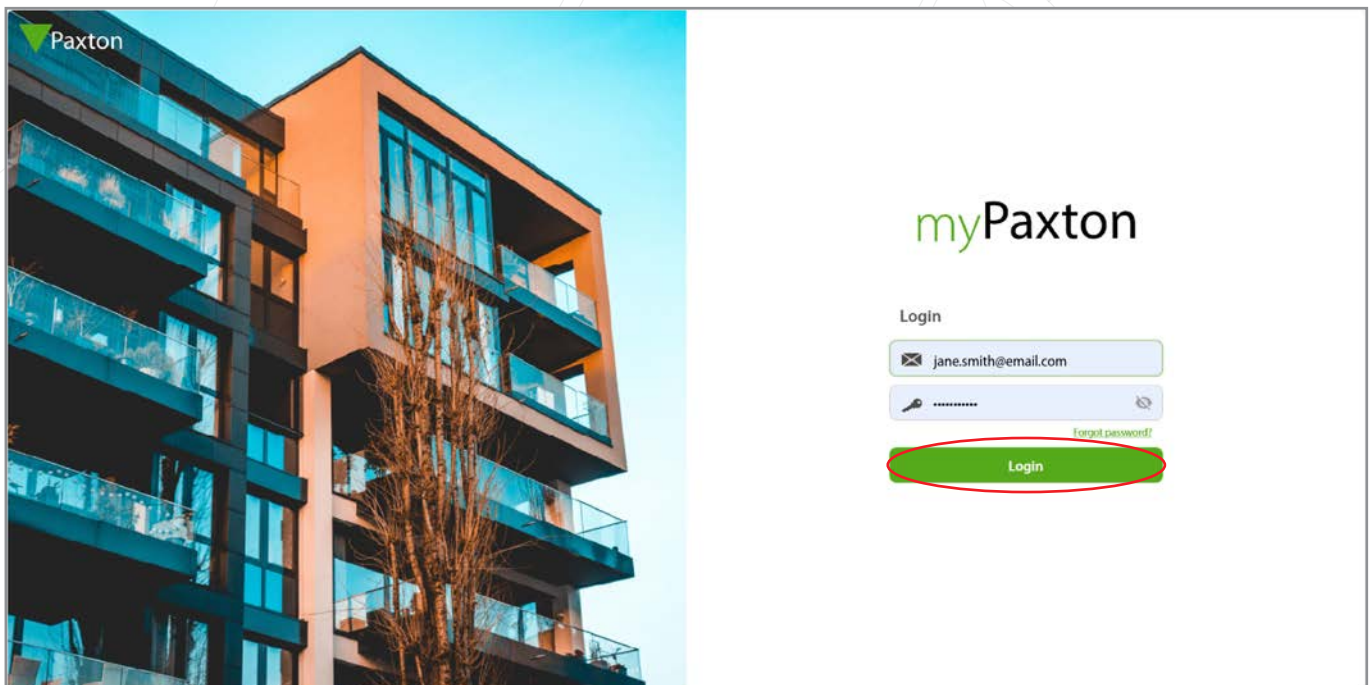 Paxton
myPaxton
Login
jane.smith@email.com
•••••••••••
Forgot password?
Login